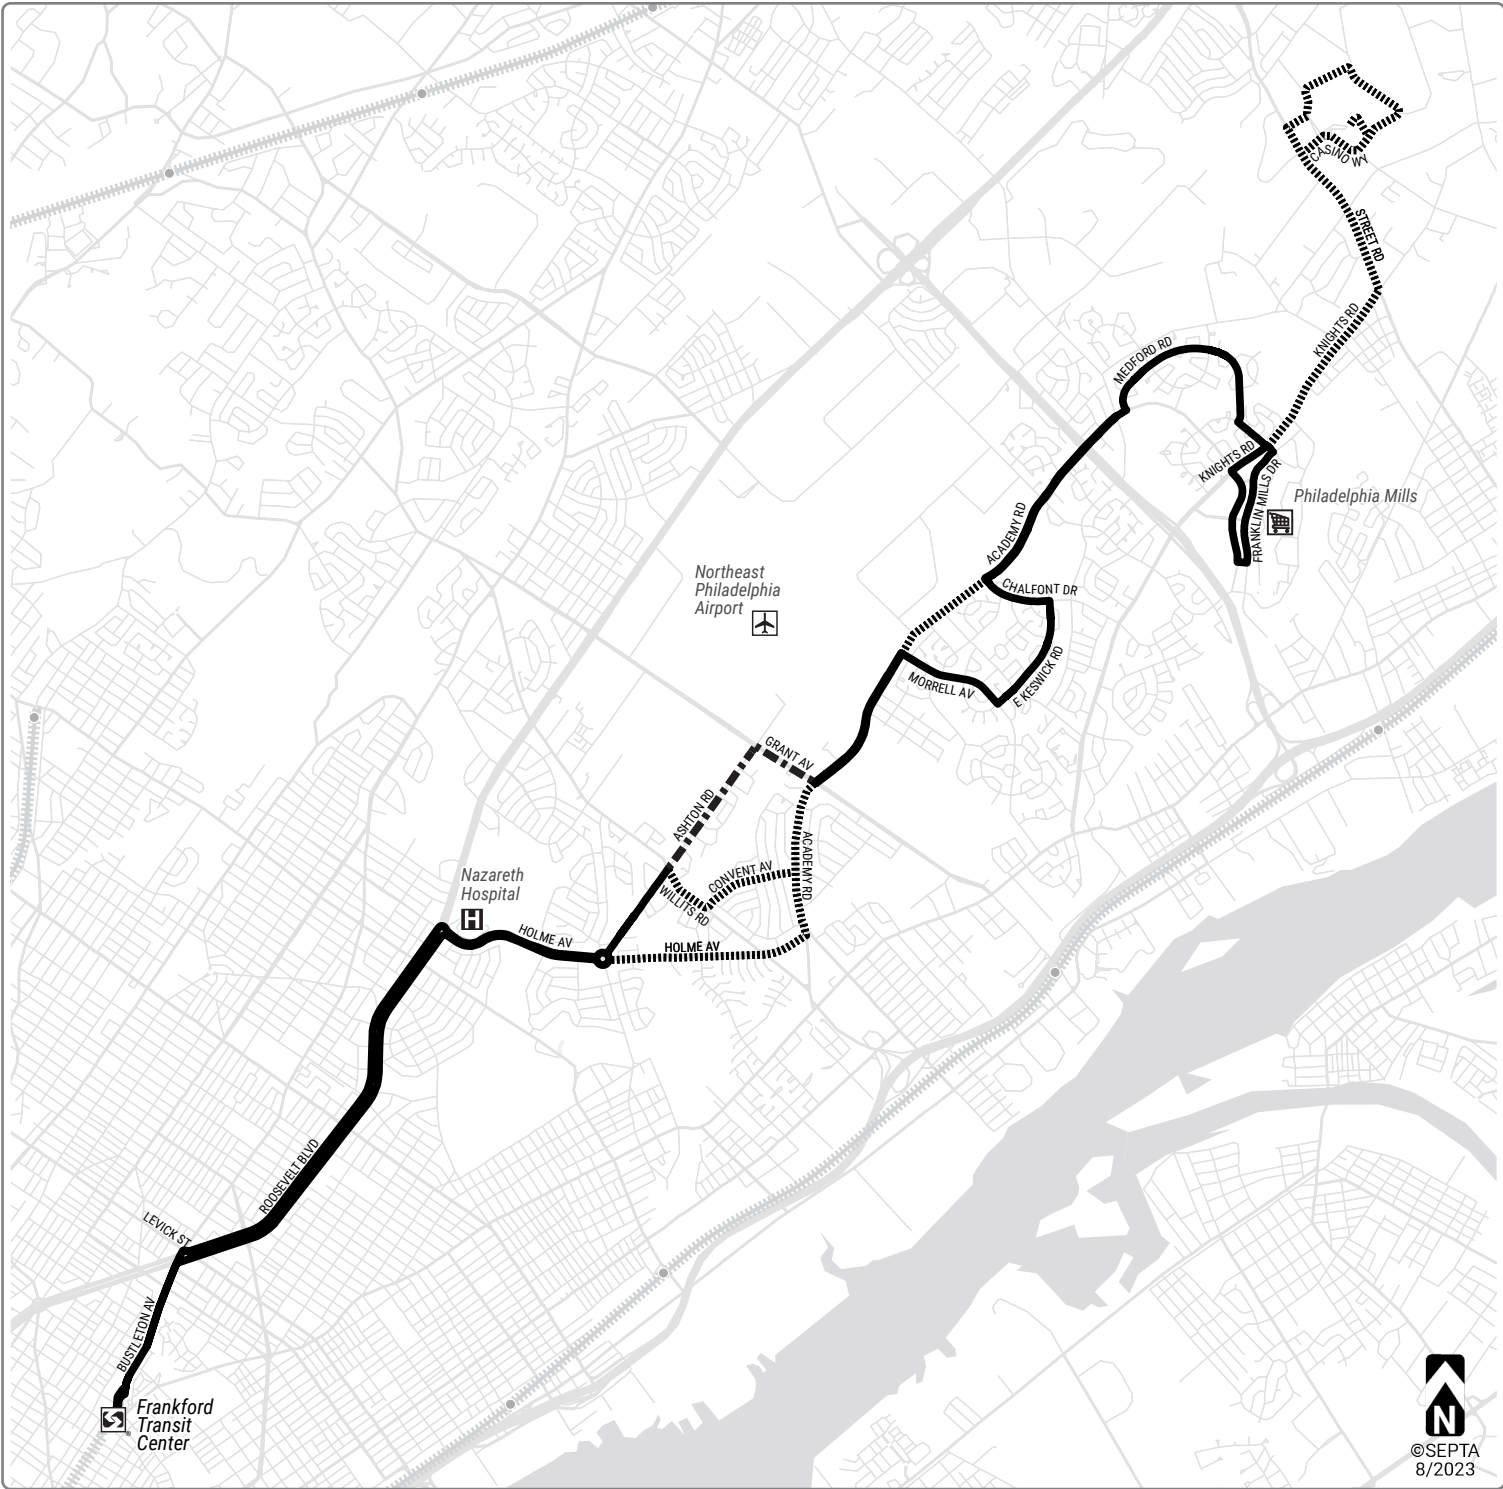 CASINO WY
STREET RD
KNIGHTS RD
MEDFORD RD
KNIGHTS RD
FRANKLIN MILLS DR
Philadelphia Mills
ACADEMY RD
CHALFONT DR
Northeast
Philadelphia
Airport
E KESWICK RD
MORRELL AV
GRANT AV
ASHTON RD
ACADEMY RD
CONVENT AV
WILLITS RD
Nazareth
Hospital
H
HOLME AV
HOLME AV
ROOSEVELT BLVD
LEVICK ST
BUSTLETON AV
Frankford
Transit
Center
N
©SEPTA
8/2023